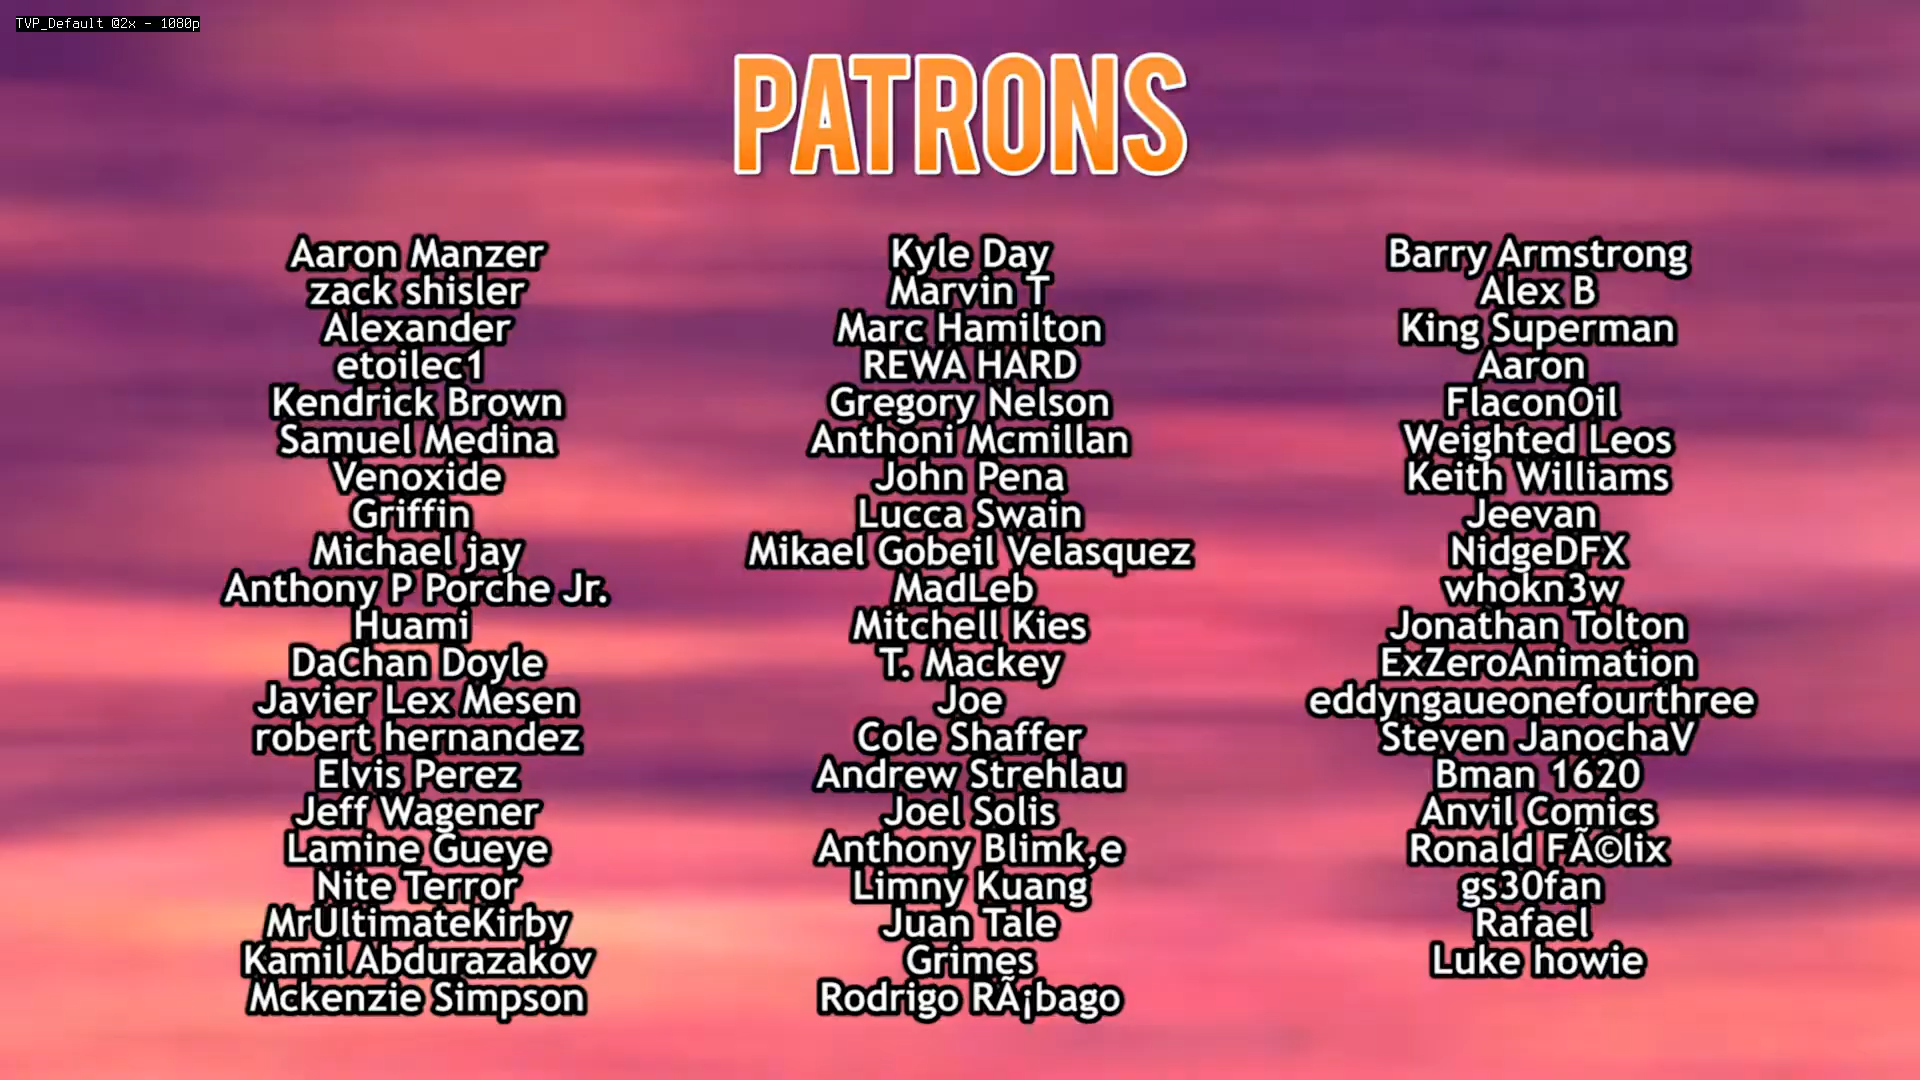 TVP_Default @2x - 1080p
PATRONS
Aaron Manzer
zack shisler
Alexander
etoilec1
Kendrick Brown
Samuel Medina
Venoxide
Griffin
Michael jay
Anthony P Porche Jr.
Huami
DaChan Doyle
Javier Lex Mesen
robert hernandez
Elvis Perez
Jeff Wagener
Lamine Gueye
Nite Terror
MrUltimateKirby
Kamil Abdurazakov
Mckenzie Simpson
Kyle Day
Marvin T
Marc Hamilton
REWA HARD
Gregory Nelson
Anthoni Mcmillan
John Pena
Lucca Swain
Mikael Gobeil Velasquez
MadLeb
Mitchell Kies
T. Mackey
Joe
Cole Shaffer
Andrew Strehlau
Joel Solis
Anthony Blimk,e
Limny Kuang
Juan Tale
Grimes
Rodrigo RÃ¡bago
Barry Armstrong
Alex B
King Superman
Aaron
FlaconOil
Weighted Leos
Keith Williams
Jeevan
NidgeDFX
whokn3w
Jonathan Tolton
ExZeroAnimation
eddyngaueonefourthree
Steven JanochaV
Bman 1620
Anvil Comics
Ronald FÃ©lix
gs30fan
Rafael
Luke howie